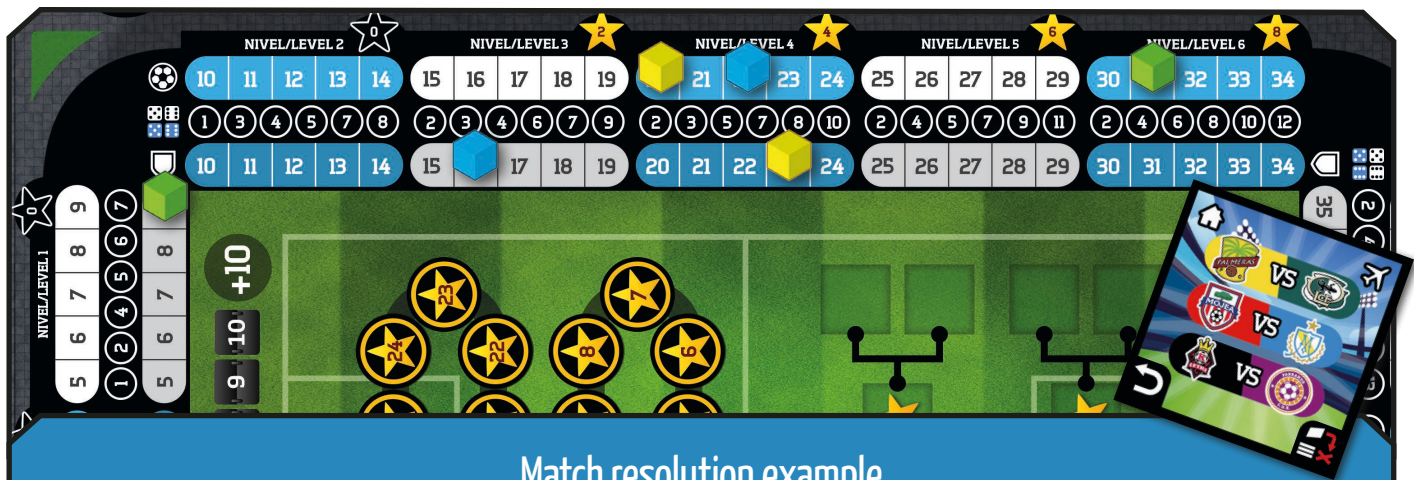 NIVEL/LEVEL 2 0 NIVEL/LEVEL 3 2 NIVEL/LEVEL 4 4 NIVEL/LEVEL 5 6 NIVEL/LEVEL 6 8
10 11 12 13 14 15 16 17 18 19 21 23 24 25 26 27 28 29 30 32 33 34
1 3 4 5 7 8 2 3 4 6 7 9 2 3 5 7 8 10 2 4 5 7 9 11 2 4 6 8 10 12
10 11 12 13 14 15 17 18 19 20 21 22 24 25 26 27 28 29 30 31 32 33 34
0
NIVEL/LEVEL 1
9 8 7 6 5
7 6 5 4 2 1
8 7 6 5
+10
10
9
23
24 22
7
8 6
35
2
PALMERAS VS GF
MÓJEA VS
VS
Match resolution example